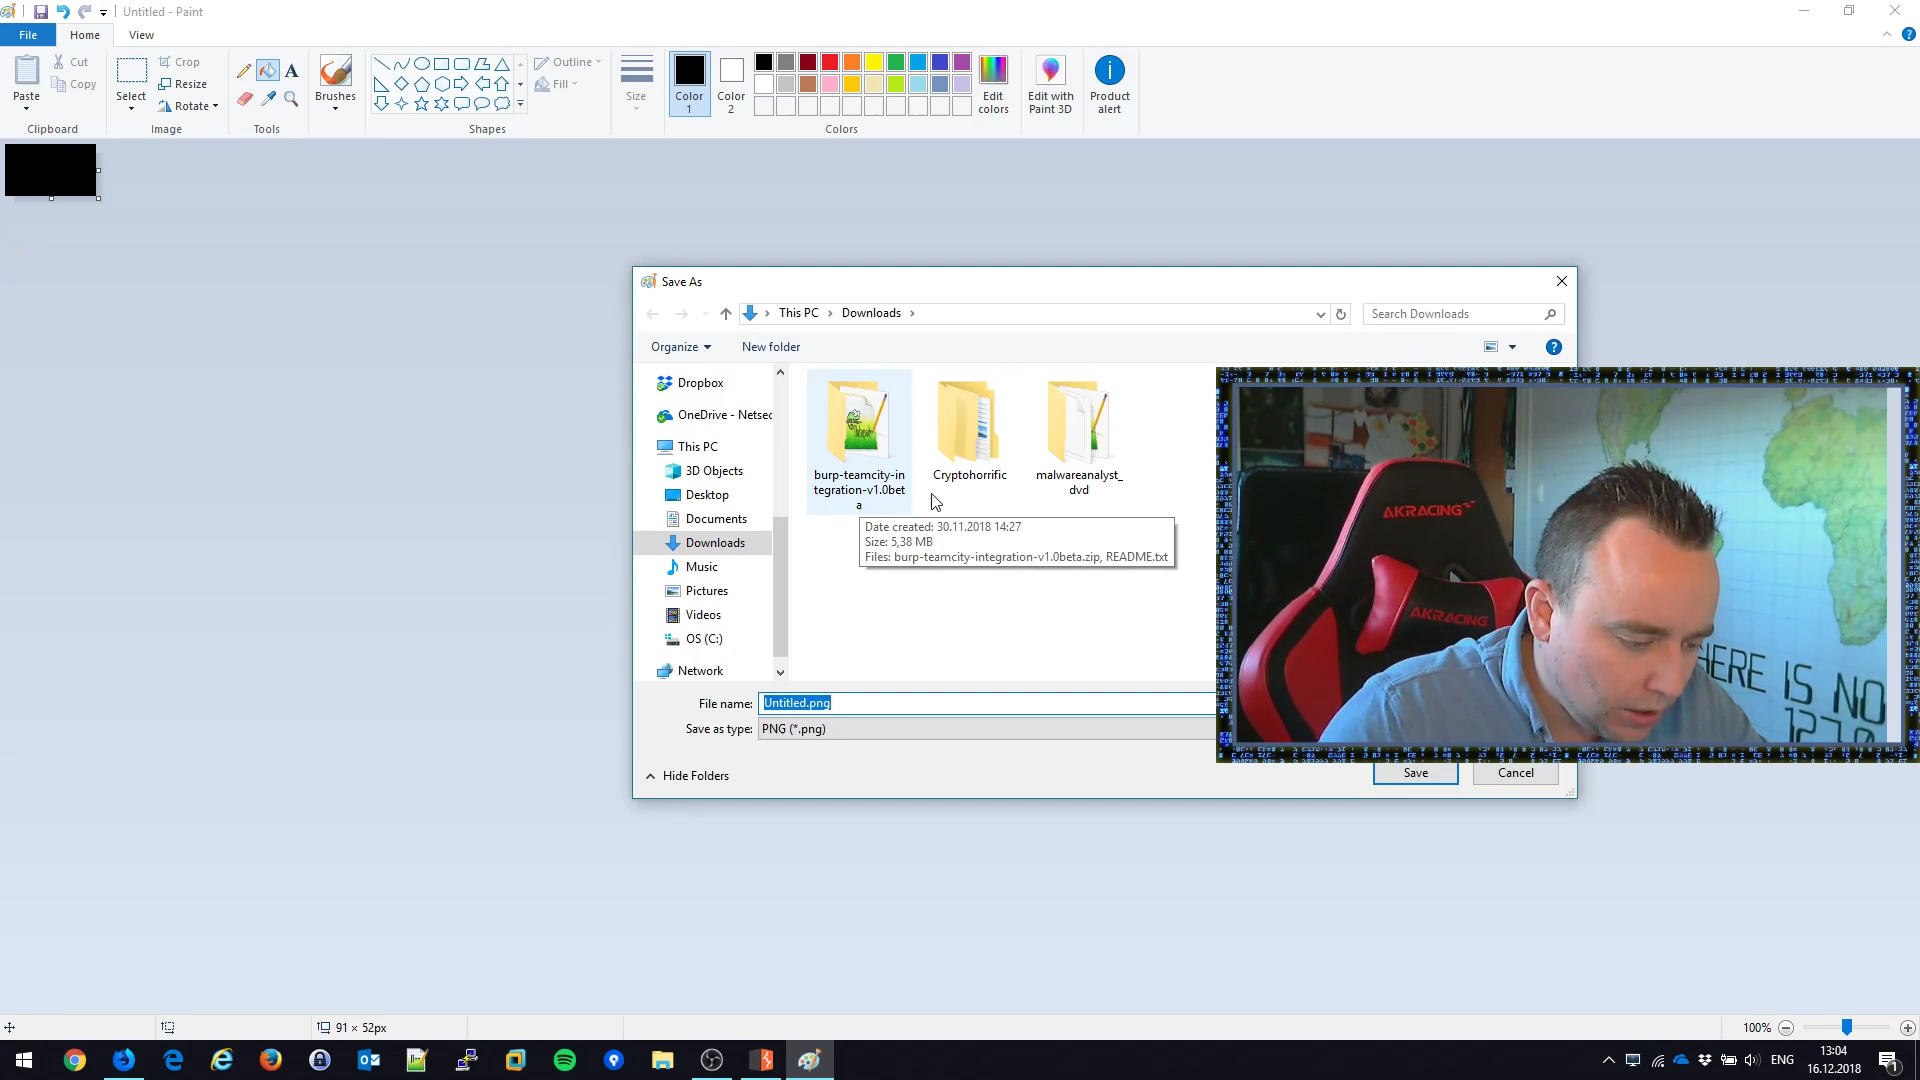 Untitled - Paint
File
Home
View
Paste
Cut
Copy
Clipboard
Select
Crop
Resize
Rotate
Image
A
Tools
Brushes
Shapes
Outline
Fill
Size
Color
1
Color
2
Edit
colors
Colors
Edit with
Paint 3D
Product
alert
Save As
This PC
Downloads
Search Downloads
Organize
New folder
Dropbox
OneDrive - Netsec
This PC
3D Objects
Desktop
Documents
Downloads
Music
Pictures
Videos
OS (C:)
Network
burp-teamcity-in
tegration-v1.0bet
a
Cryptohorrific
malwareanalyst_
dvd
Date created: 30.11.2018 14:27
Size: 5,38 MB
Files: burp-teamcity-integration-v1.0beta.zip, README.txt
File name:
Untitled.png
Save as type:
PNG (*.png)
Hide Folders
Save
Cancel
AKRACING
AKRACING
HERE IS NO
91 × 52px
100%
ENG
13:04
16.12.2018
1